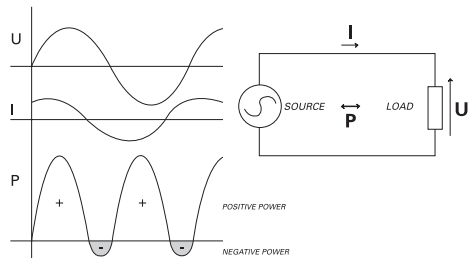 U
I
P
+
-
+
-
POSITIVE POWER
NEGATIVE POWER
I
SOURCE
P
LOAD
U